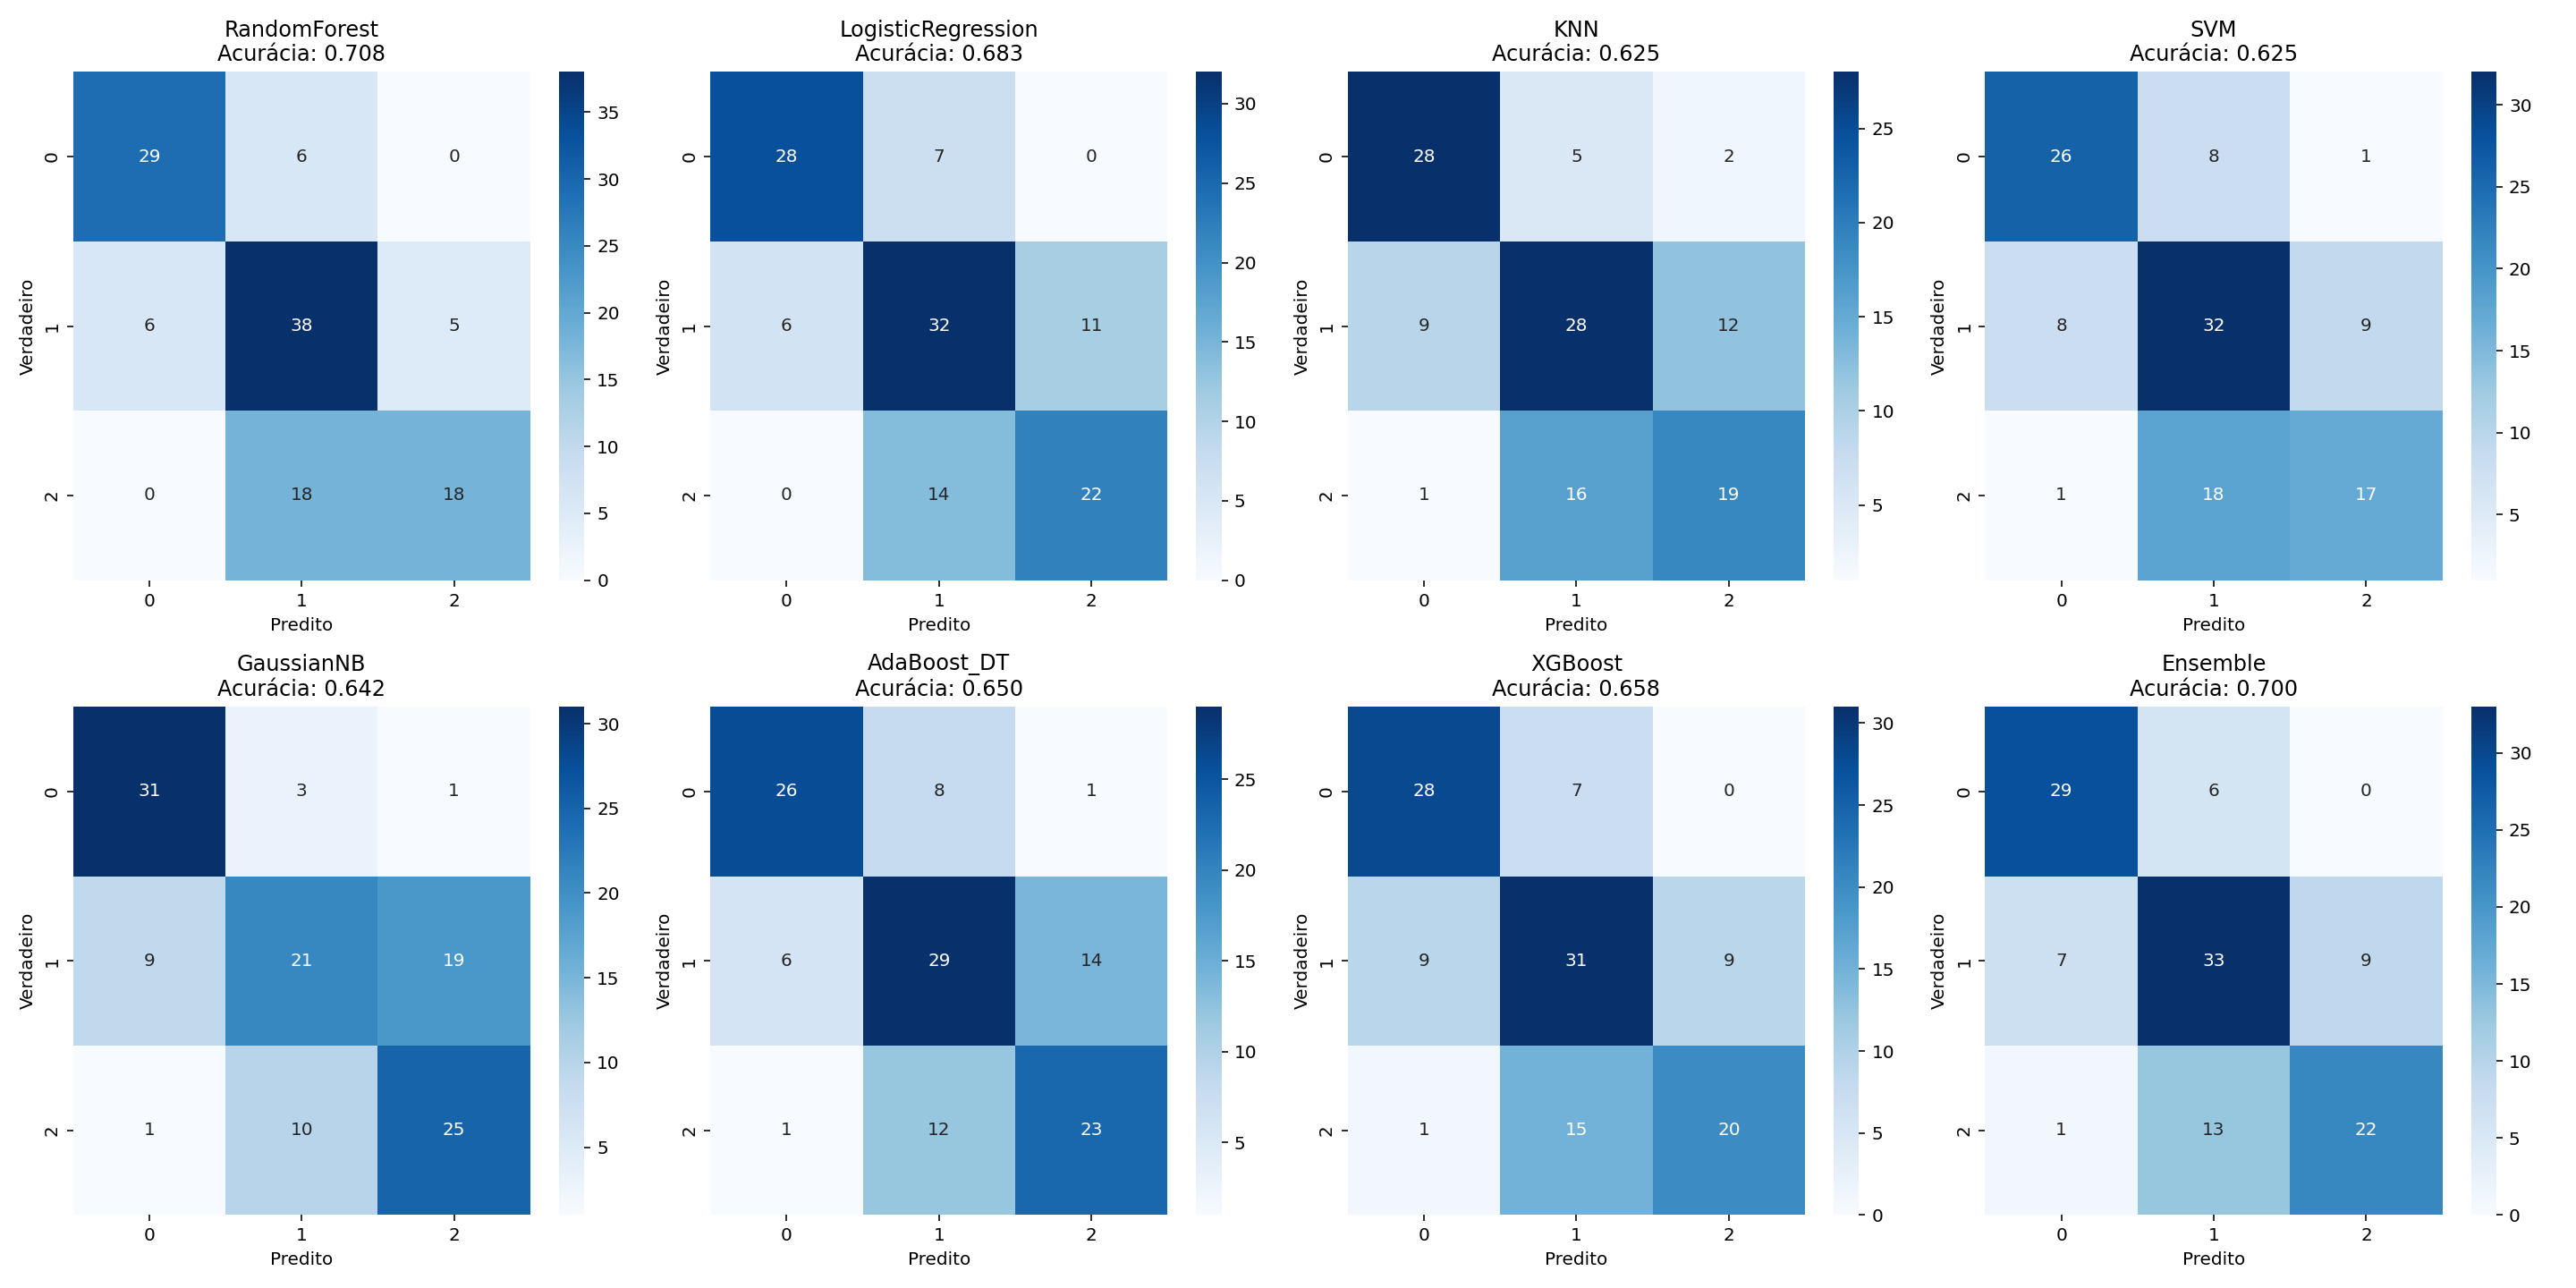 RandomForest
Acurácia: 0.708
29 6 0
6 38 5
0 18 18
0 1 2
Predito
Verdadeiro
0 1 2
0 5 10 15 20 25 30 35
LogisticRegression
Acurácia: 0.683
28 7 0
6 32 11
0 14 22
0 1 2
Predito
Verdadeiro
0 1 2
0 5 10 15 20 25 30
KNN
Acurácia: 0.625
28 5 2
9 28 12
1 16 19
0 1 2
Predito
Verdadeiro
0 1 2
5 10 15 20 25
SVM
Acurácia: 0.625
26 8 1
8 32 9
1 18 17
0 1 2
Predito
Verdadeiro
0 1 2
5 10 15 20 25 30
GaussianNB
Acurácia: 0.642
31 3 1
9 21 19
1 10 25
0 1 2
Predito
Verdadeiro
0 1 2
5 10 15 20 25 30
AdaBoost_DT
Acurácia: 0.650
26 8 1
6 29 14
1 12 23
0 1 2
Predito
Verdadeiro
0 1 2
5 10 15 20 25
XGBoost
Acurácia: 0.658
28 7 0
9 31 9
1 15 20
0 1 2
Predito
Verdadeiro
0 1 2
0 5 10 15 20 25 30
Ensemble
Acurácia: 0.700
29 6 0
7 33 9
1 13 22
0 1 2
Predito
Verdadeiro
0 1 2
0 5 10 15 20 25 30